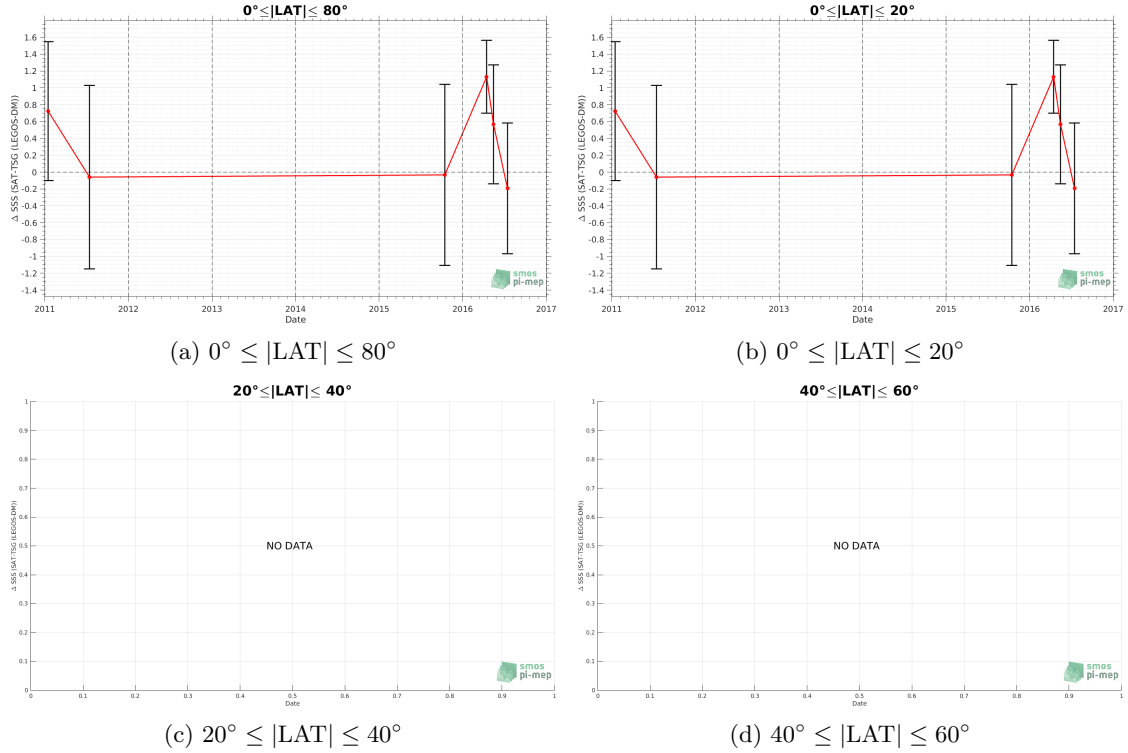 0°≤|LAT|≤ 80°
Δ SSS (SAT-TSG (LEGOS-DM))
1.6
1.4
1.2
1
0.8
0.6
0.4
0.2
0
-0.2
-0.4
-0.6
-0.8
-1
-1.2
-1.4
2011 2012 2013 2014 2015 2016 2017
Date
smos
pi-mep
(a) 0° ≤ |LAT| ≤ 80°
0°≤|LAT|≤ 20°
Δ SSS (SAT-TSG (LEGOS-DM))
1.6
1.4
1.2
1
0.8
0.6
0.4
0.2
0
-0.2
-0.4
-0.6
-0.8
-1
-1.2
-1.4
2011 2012 2013 2014 2015 2016 2017
Date
smos
pi-mep
(b) 0° ≤ |LAT| ≤ 20°
20°≤|LAT|≤ 40°
Δ SSS (SAT-TSG (LEGOS-DM))
1
0.9
0.8
0.7
0.6
0.5
0.4
0.3
0.2
0.1
0
NO DATA
0 0.1 0.2 0.3 0.4 0.5 0.6 0.7 0.8 0.9 1
Date
smos
pi-mep
(c) 20° ≤ |LAT| ≤ 40°
40°≤|LAT|≤ 60°
Δ SSS (SAT-TSG (LEGOS-DM))
1
0.9
0.8
0.7
0.6
0.5
0.4
0.3
0.2
0.1
0
NO DATA
0 0.1 0.2 0.3 0.4 0.5 0.6 0.7 0.8 0.9 1
Date
smos
pi-mep
(d) 40° ≤ |LAT| ≤ 60°